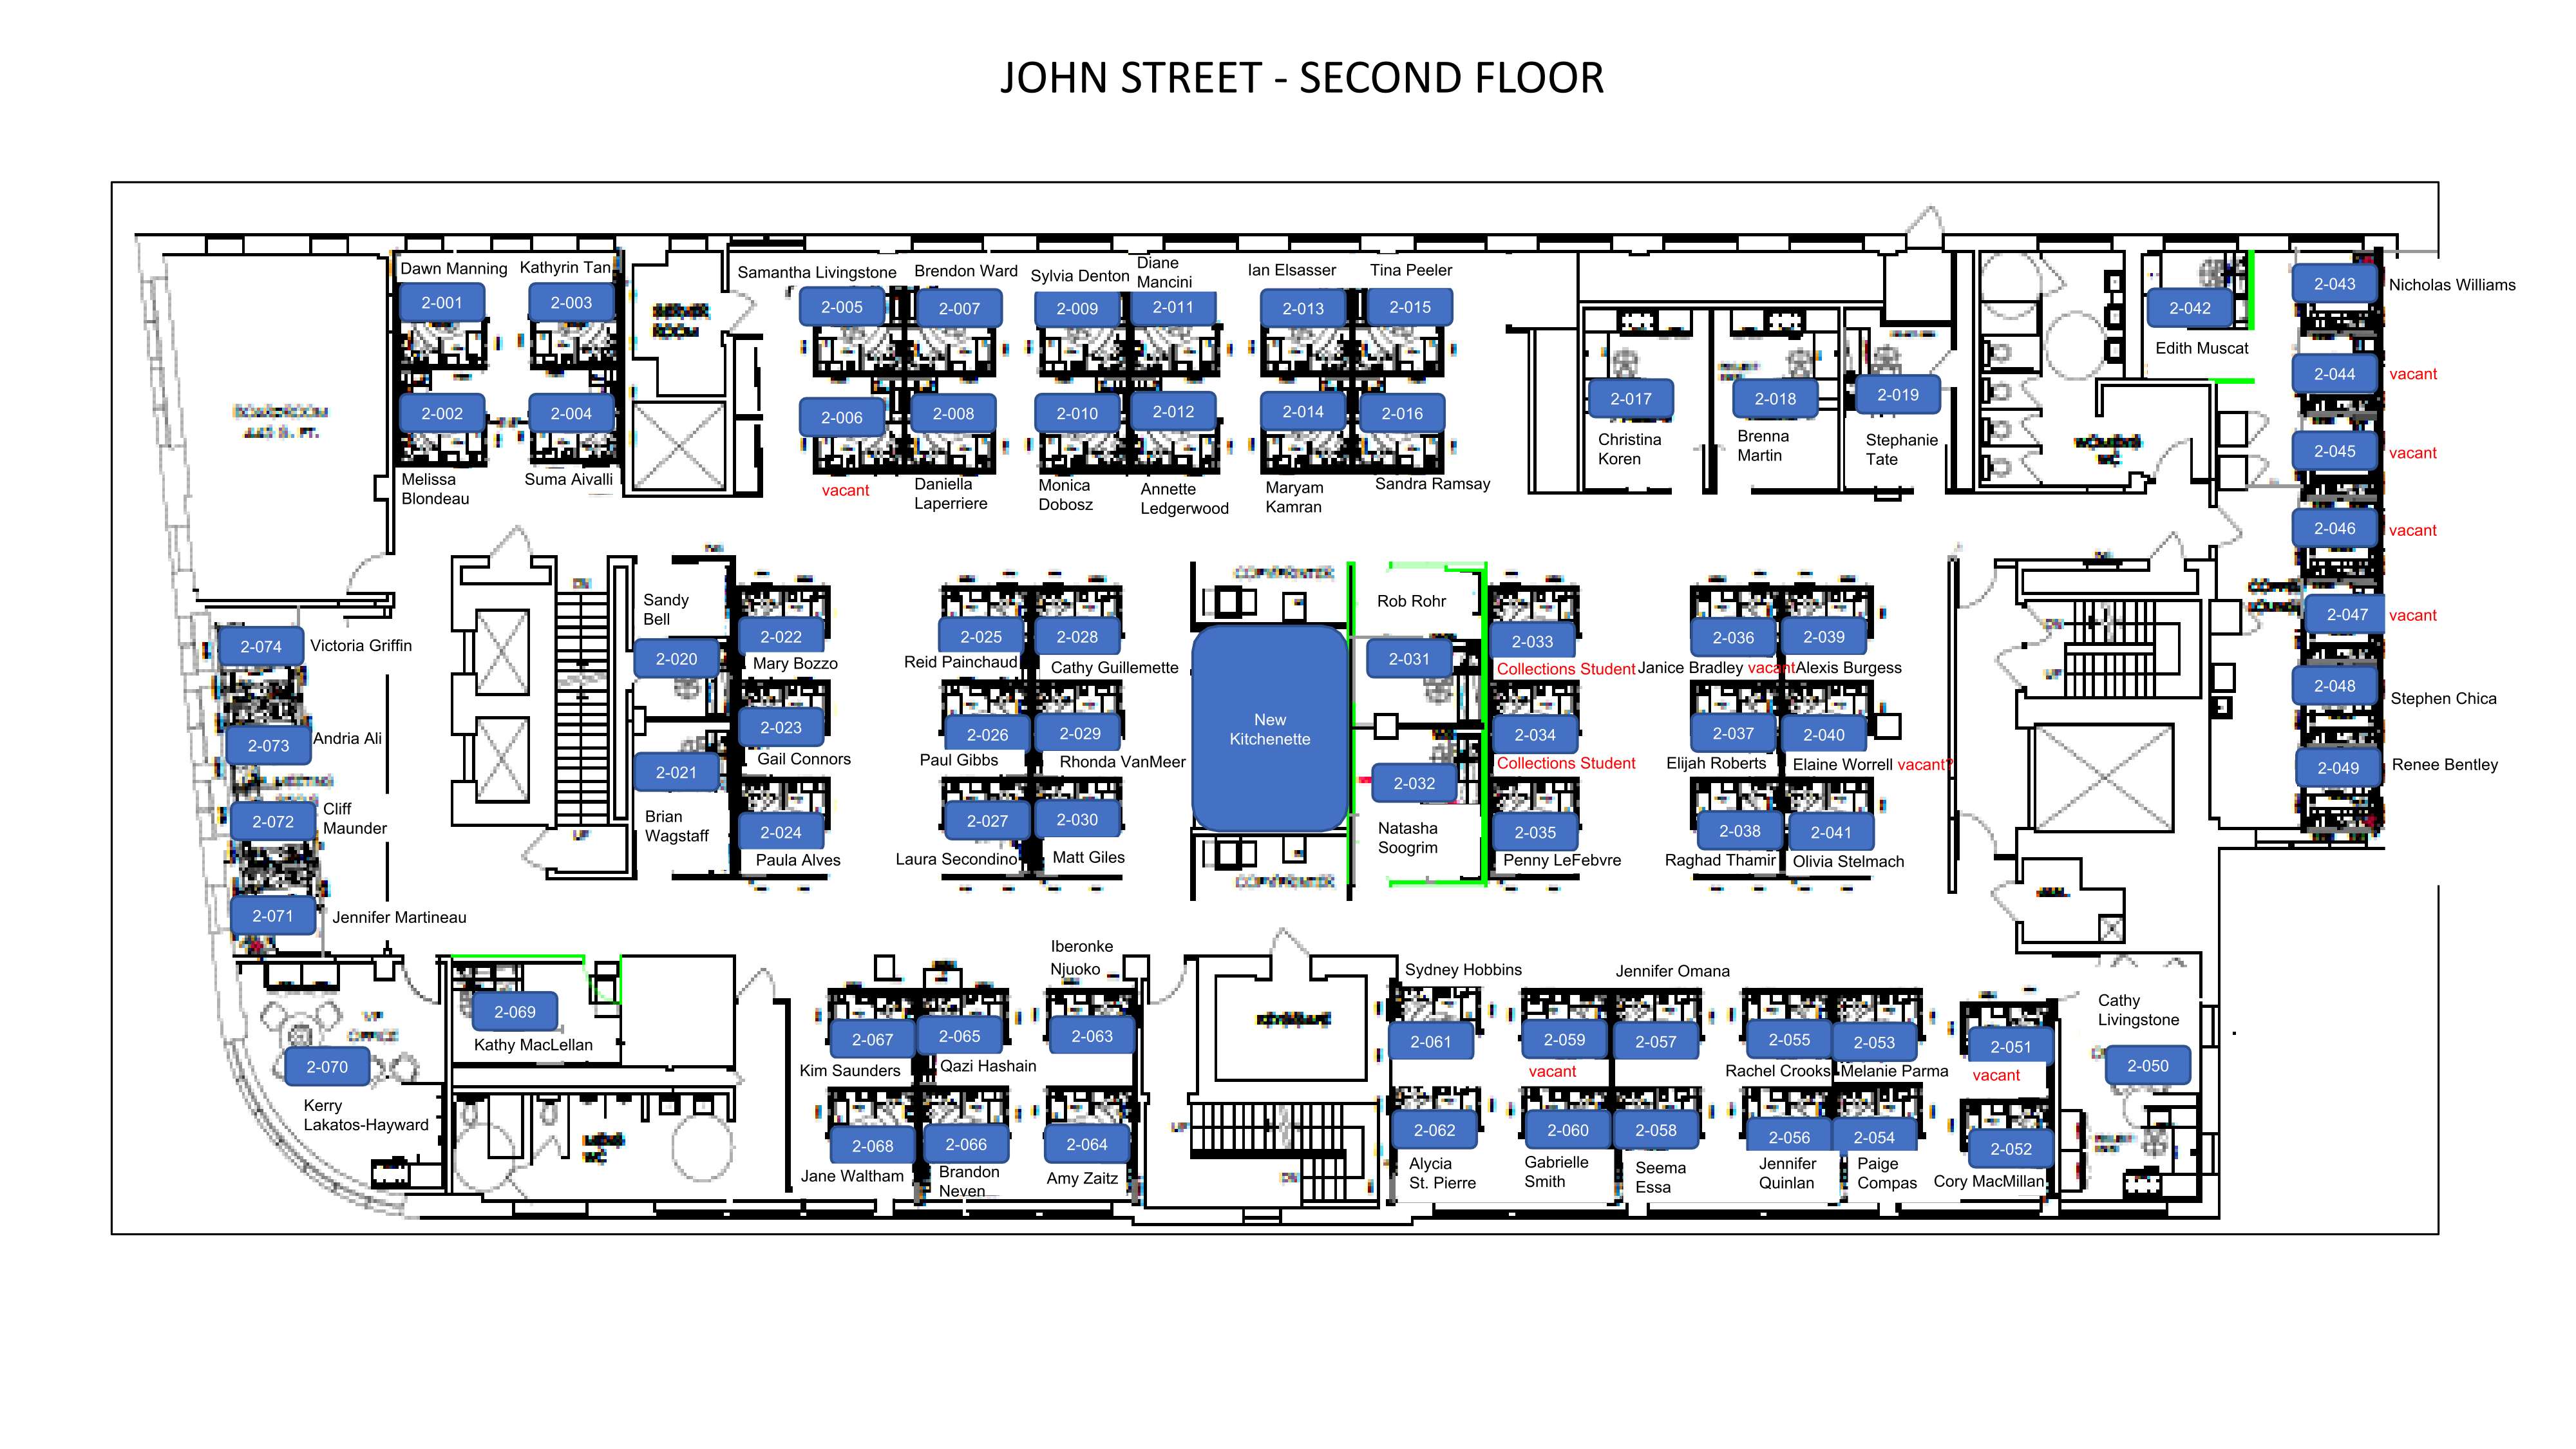 JOHN STREET - SECOND FLOOR
Dawn Manning
Kathyrin Tan
2-001
2-003
2-002
2-004
Melissa
Blondeau
Suma Aivalli
SERVER
ROOM
BOARDROOM
Samantha Livingstone
Brendon Ward
Sylvia Denton
Diane
Mancini
Ian Elsasser
Tina Peeler
2-005
2-007
2-009
2-011
2-013
2-015
2-006
2-008
2-010
2-012
2-014
2-016
vacant
Daniella
Laperriere
Monica
Dobosz
Annette
Ledgerwood
Maryam
Kamran
Sandra Ramsay
2-017
2-018
2-019
Christina
Koren
Brenna
Martin
Stephanie
Tate
2-042
Edith Muscat
2-043
Nicholas Williams
2-044
vacant
2-045
vacant
2-046
vacant
2-047
vacant
2-048
Stephen Chica
2-049
Renee Bentley
2-074
Victoria Griffin
2-073
Andria Ali
2-072
Cliff
Maunder
2-071
Jennifer Martineau
DN
UP
Sandy
Bell
2-020
2-021
Brian
Wagstaff
2-022
Mary Bozzo
2-023
Gail Connors
2-024
Paula Alves
2-025
2-028
Reid Painchaud
Cathy Guillemette
2-026
2-029
Paul Gibbs
Rhonda VanMeer
2-027
2-030
Laura Secondino
Matt Giles
COPY/PRINTER
New
Kitchenette
COPY/PRINTER
Rob Rohr
2-031
2-032
Natasha
Soogrim
2-033
Collections Student
2-034
Collections Student
2-035
Penny LeFebvre
2-036
2-039
Janice Bradley vacant
Alexis Burgess
2-037
2-040
Elijah Roberts
Elaine Worrell vacant?
2-038
2-041
Raghad Thamir
Olivia Stelmach
DN
UP
VP
OFFICE
2-070
Kerry
Lakatos-Hayward
2-069
Kathy MacLellan
Iberonke
Njuoko
2-067
2-065
2-063
Kim Saunders
Qazi Hashain
2-068
2-066
2-064
Jane Waltham
Brandon
Neven
Amy Zaitz
UP
DN
Sydney Hobbins
Jennifer Omana
2-061
2-059
2-057
2-055
2-053
2-051
vacant
Rachel Crooks
Melanie Parma
vacant
2-062
2-060
2-058
2-056
2-054
2-052
Alycia
St. Pierre
Gabrielle
Smith
Seema
Essa
Jennifer
Quinlan
Paige
Compas
Cory MacMillan
Cathy
Livingstone
2-050